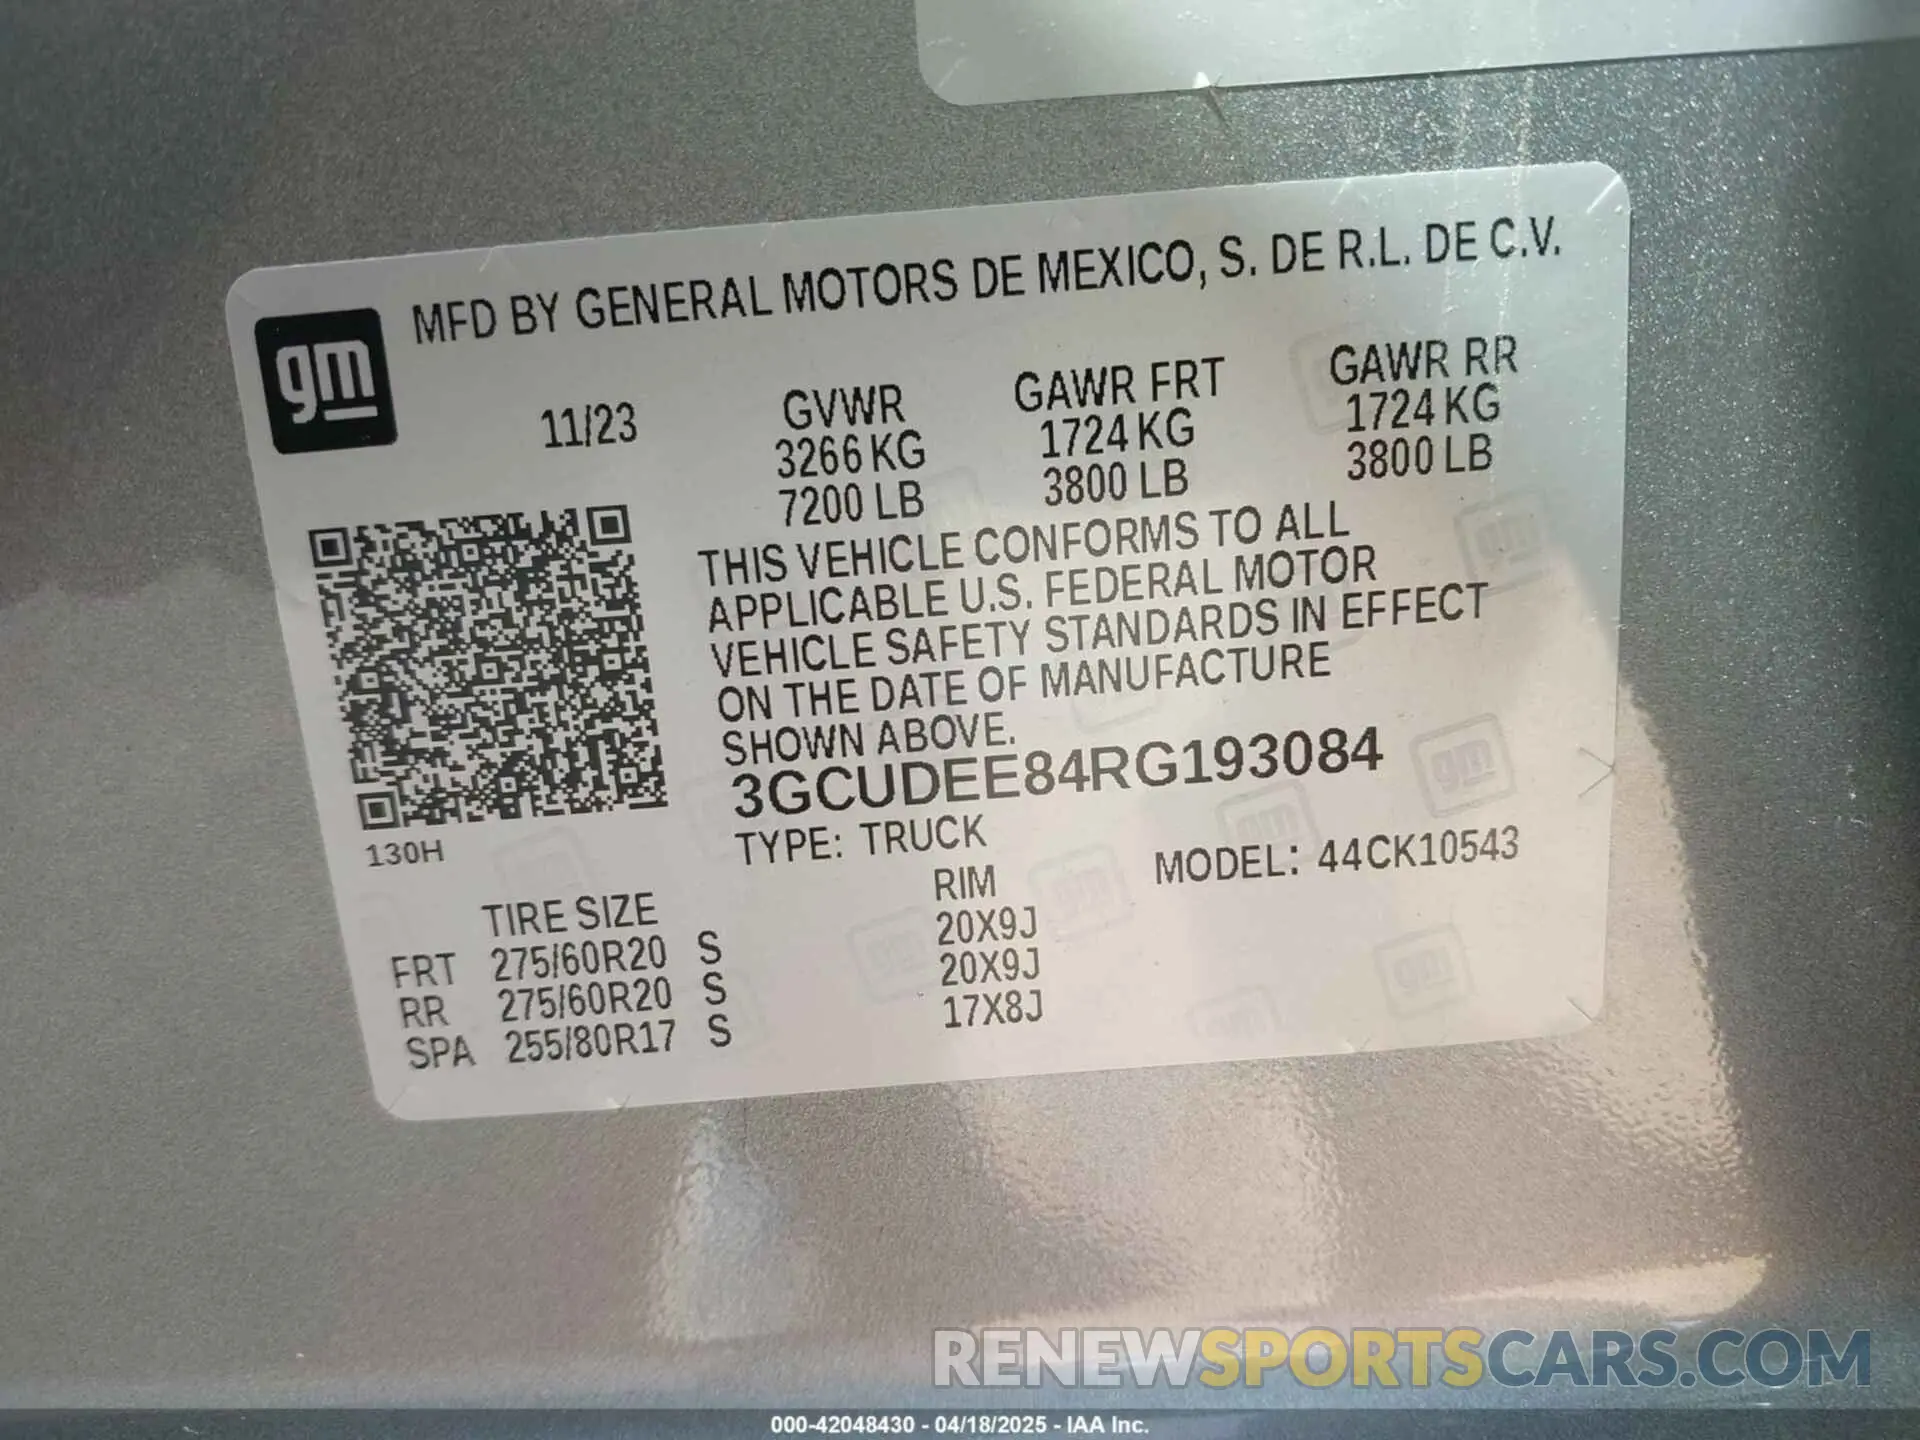 MFD BY GENERAL MOTORS DE MEXICO, S. DE R.L. DE C.V.
gm
11/23 GVWR GAWR FRT GAWR RR
3266 KG 1724 KG 1724 KG
7200 LB 3800 LB 3800 LB
THIS VEHICLE CONFORMS TO ALL
APPLICABLE U.S. FEDERAL MOTOR
VEHICLE SAFETY STANDARDS IN EFFECT
ON THE DATE OF MANUFACTURE
SHOWN ABOVE.
3GCUDEE84RG193084
130H
TYPE: TRUCK MODEL: 44CK10543
TIRE SIZE RIM
FRT 275/60R20 S 20X9J
RR 275/60R20 S 20X9J
SPA 255/80R17 S 17X8J
RENEWSPORTSCARS.COM
000-42048430 - 04/18/2025 - IAA Inc.